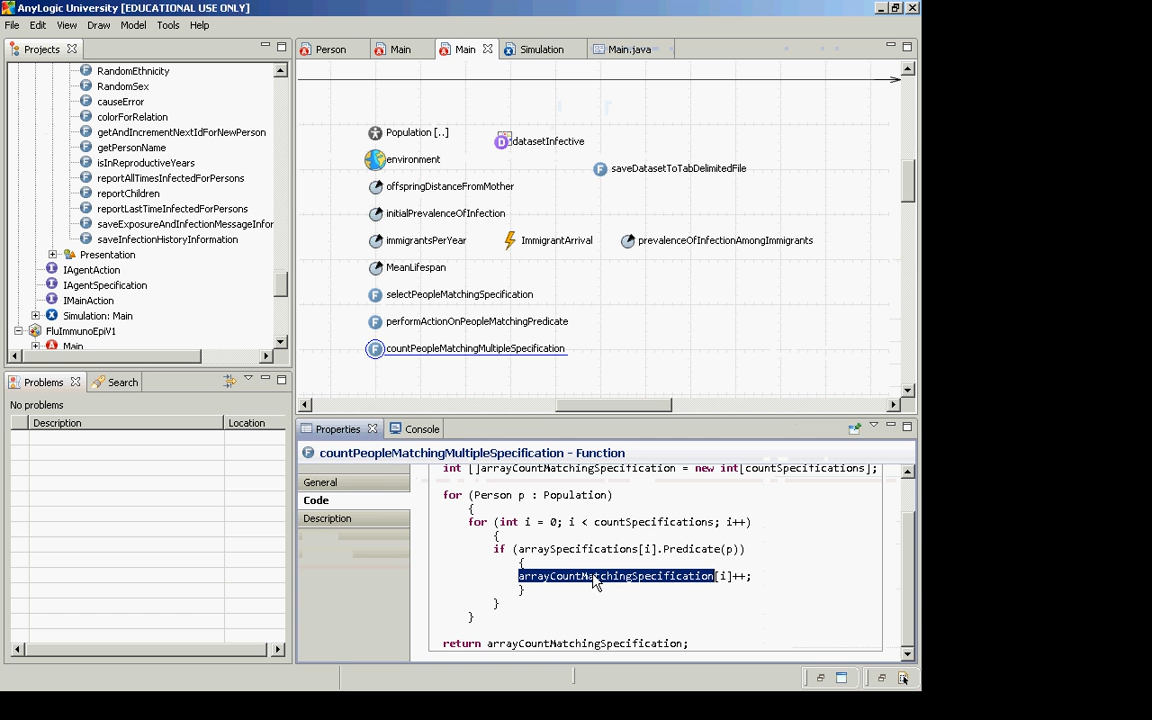 AnyLogic University [EDUCATIONAL USE ONLY]
File Edit View Draw Model Tools Help
Projects
RandomEthnicity
RandomSex
causeError
colorForRelation
getAndIncrementNextIdForNewPerson
getPersonName
isInReproductiveYears
reportAllTimesInfectedForPersons
reportChildren
reportLastTimeInfectedForPersons
saveExposureAndInfectionMessageInfor
saveInfectionHistoryInformation
Presentation
IAgentAction
IAgentSpecification
IMainAction
Simulation: Main
FluImmunoEpiV1
Main
Problems Search
No problems
Description Location
Person Main Main Simulation Main.java
Population [..] datasetInfective
environment
saveDatasetToTabDelimitedFile
offspringDistanceFromMother
initialPrevalenceOfInfection
immigrantsPerYear ImmigrantArrival prevalenceOfInfectionAmongImmigrants
MeanLifespan
selectPeopleMatchingSpecification
performActionOnPeopleMatchingPredicate
countPeopleMatchingMultipleSpecification
Properties Console
countPeopleMatchingMultipleSpecification - Function
General
Code
Description
int []arrayCountMatchingSpecification = new int[countSpecifications];
for (Person p : Population)
{
for (int i = 0; i < countSpecifications; i++)
{
if (arraySpecifications[i].Predicate(p))
{
arrayCountMatchingSpecification[i]++;
}
}
}
return arrayCountMatchingSpecification;